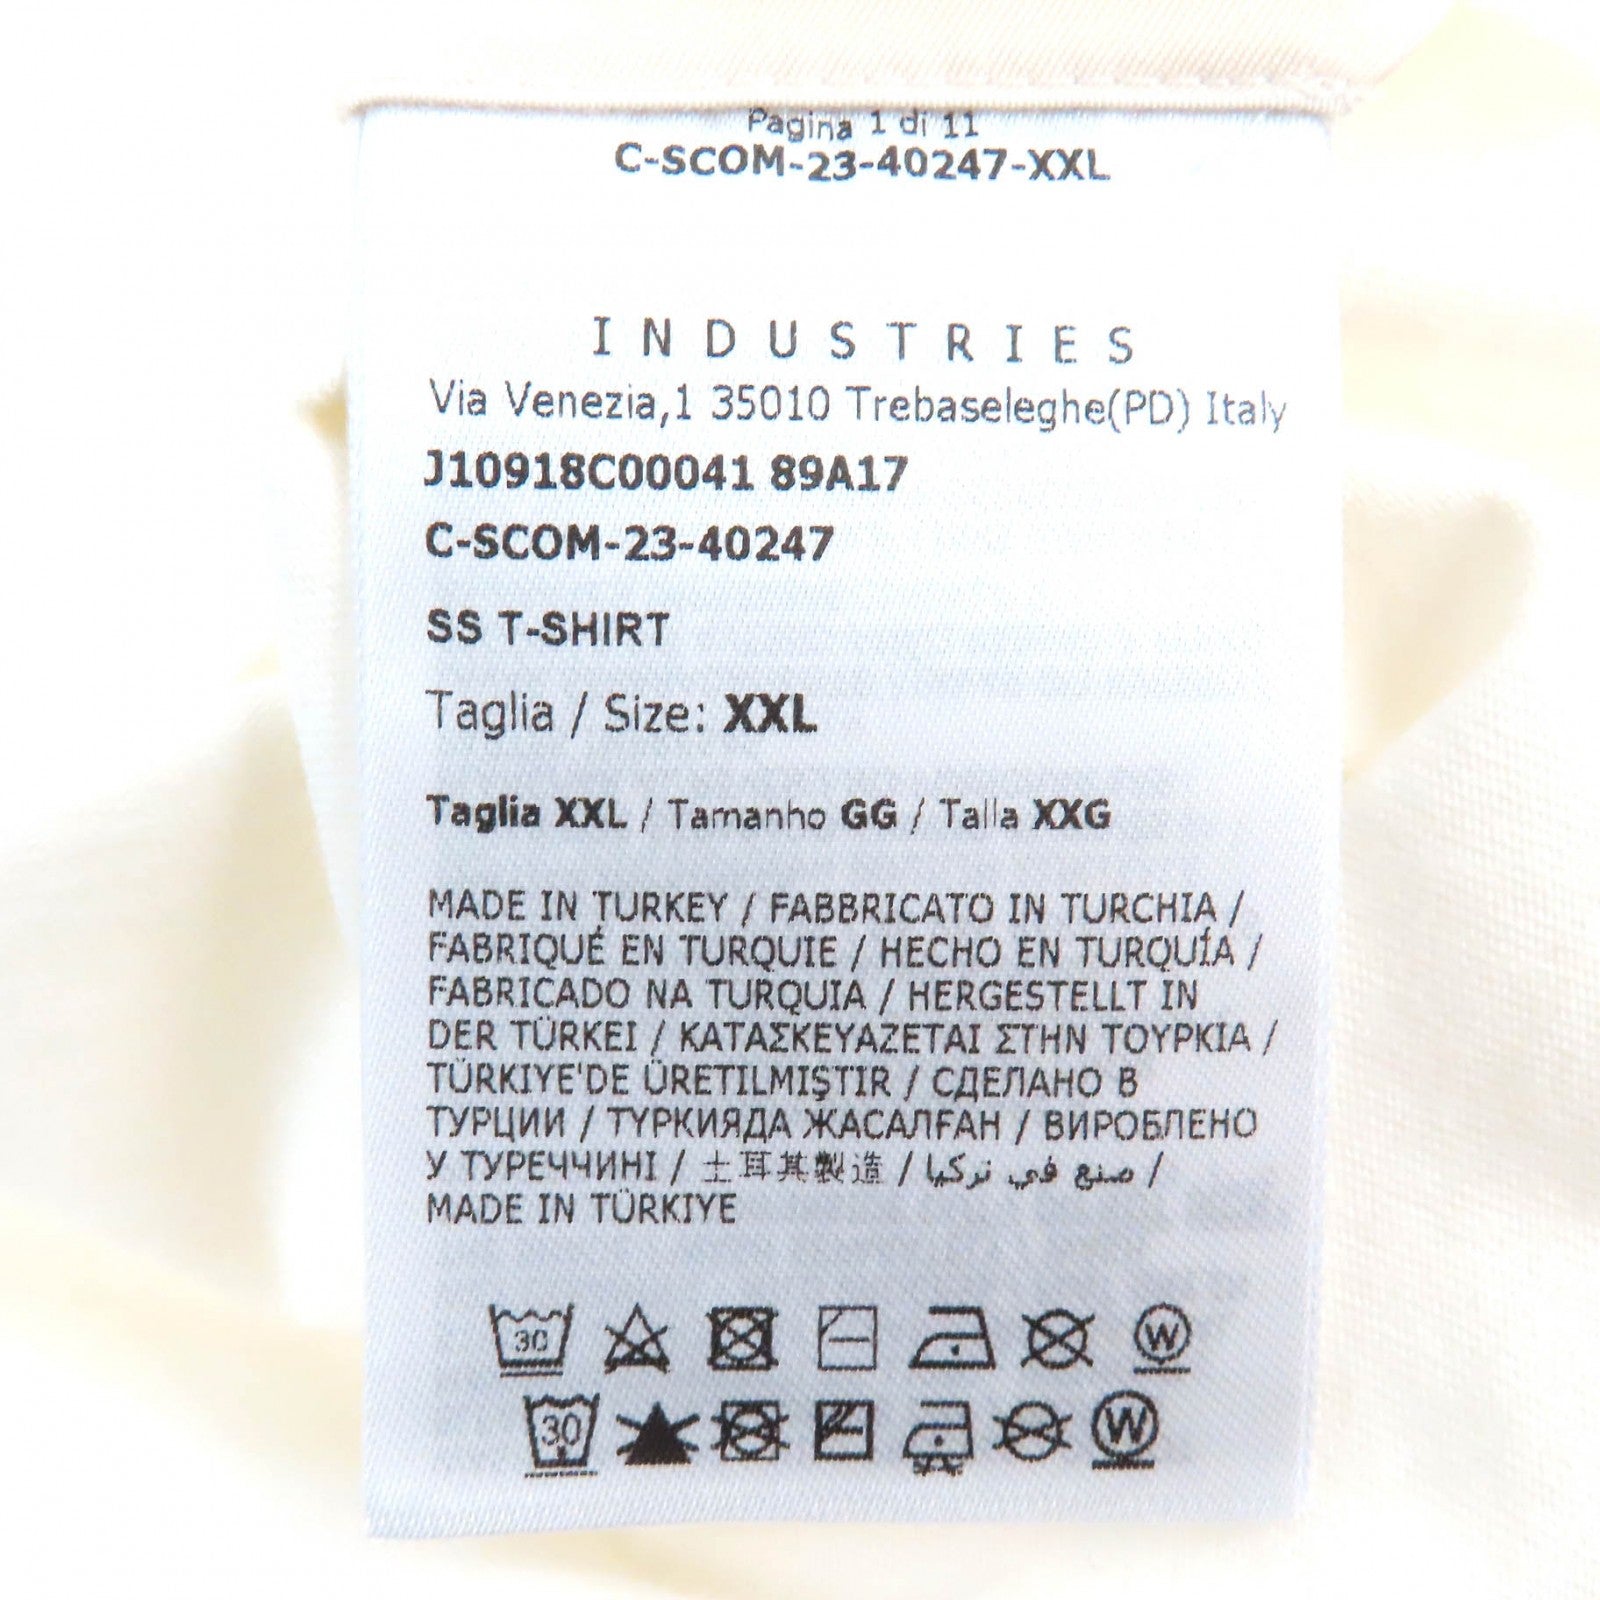 Pagina 1 di 11
C-SCOM-23-40247-XXL
INDUSTRIES
Via Venezia,1 35010 Trebaseleghe(PD) Italy
J10918C00041 89A17
C-SCOM-23-40247
SS T-SHIRT
Taglia / Size: XXL
Taglia XXL / Tamanho GG / Talla XXG
MADE IN TURKEY / FABBRICATO IN TURCHIA /
FABRIQUÉ EN TURQUIE / HECHO EN TURQUÍA /
FABRICADO NA TURQUIA / HERGESTELLT IN
DER TÜRKEI / ΚΑΤΑΣΚΕΥΑΖΕΤΑΙ ΣΤΗΝ ΤΟΥΡΚΙΑ /
TÜRKIYE'DE ÜRETILMIŞTIR / СДЕЛАНО В
ТУРЦИИ / ТҮРКИЯДА ЖАСАЛҒАН / ВИРОБЛЕНО
У ТУРЕЧЧИНІ / 土耳其製造 / صنع في تركيا /
MADE IN TÜRKIYE
30 W
30 W